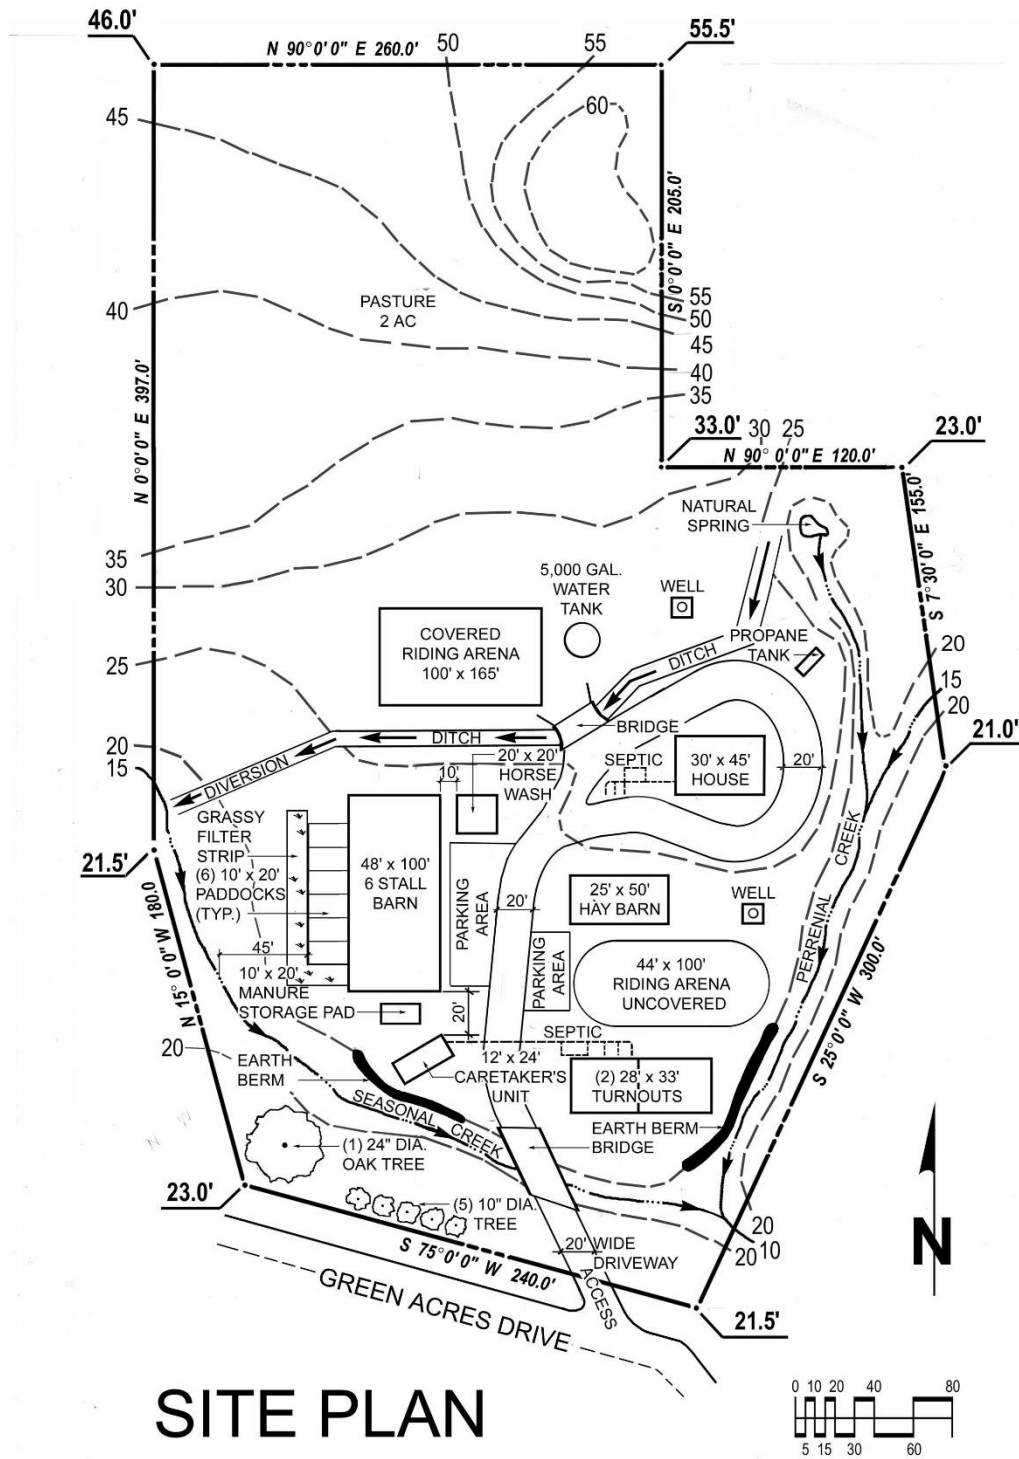 46.0'
55.5'
N 90°0'0" E 260.0'
50
55
60
45
S 0°0'0" E 205.0'
PASTURE
2 AC
40
55
50
45
40
35
N 0°0'0" E 397.0'
33.0'
30
25
23.0'
N 90° 0'0" E 120.0'
NATURAL
SPRING
S 7°30'0" E 155.0'
35
30
5,000 GAL.
WATER
TANK
WELL
COVERED
RIDING ARENA
100' x 165'
PROPANE
TANK
DITCH
20
15
20
25
BRIDGE
21.0'
20
15
DITCH
DIVERSION
20' x 20'
HORSE
WASH
10'
SEPTIC
30' x 45'
HOUSE
20'
GRASSY
FILTER
STRIP
(6) 10' x 20'
PADDOCKS
(TYP.)
21.5'
48' x 100'
6 STALL
BARN
PARKING
AREA
20'
25' x 50'
HAY BARN
WELL
PERRENIAL
CREEK
N 15° 0'0" W 180.0
45'
10' x 20'
MANURE
STORAGE PAD
20'
PARKING
AREA
44' x 100'
RIDING ARENA
UNCOVERED
S 25°0'0" W 300.0'
20
EARTH
BERM
SEPTIC
12' x 24'
CARETAKER'S
UNIT
(2) 28' x 33'
TURNOUTS
SEASONAL
CREEK
EARTH BERM
BRIDGE
(1) 24" DIA.
OAK TREE
23.0'
(5) 10" DIA.
TREE
20
20
10
20' WIDE
DRIVEWAY
ACCESS
S 75°0'0" W 240.0'
GREEN ACRES DRIVE
21.5'
N
SITE PLAN
0 10 20 40 80
5 15 30 60